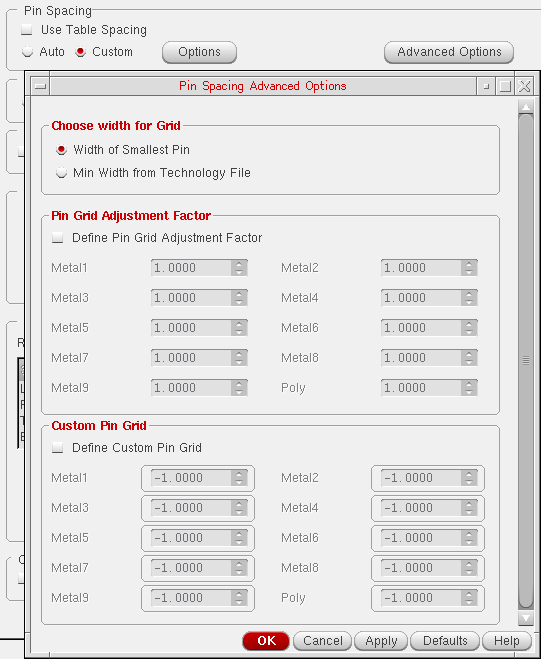 Pin Spacing
Use Table Spacing
Auto Custom Options Advanced Options
Pin Spacing Advanced Options
Choose width for Grid
Width of Smallest Pin
Min Width from Technology File
Pin Grid Adjustment Factor
Define Pin Grid Adjustment Factor
Metal1 1.0000 Metal2 1.0000
Metal3 1.0000 Metal4 1.0000
Metal5 1.0000 Metal6 1.0000
Metal7 1.0000 Metal8 1.0000
Metal9 1.0000 Poly 1.0000
Custom Pin Grid
Define Custom Pin Grid
Metal1 -1.0000 Metal2 -1.0000
Metal3 -1.0000 Metal4 -1.0000
Metal5 -1.0000 Metal6 -1.0000
Metal7 -1.0000 Metal8 -1.0000
Metal9 -1.0000 Poly -1.0000
OK Cancel Apply Defaults Help